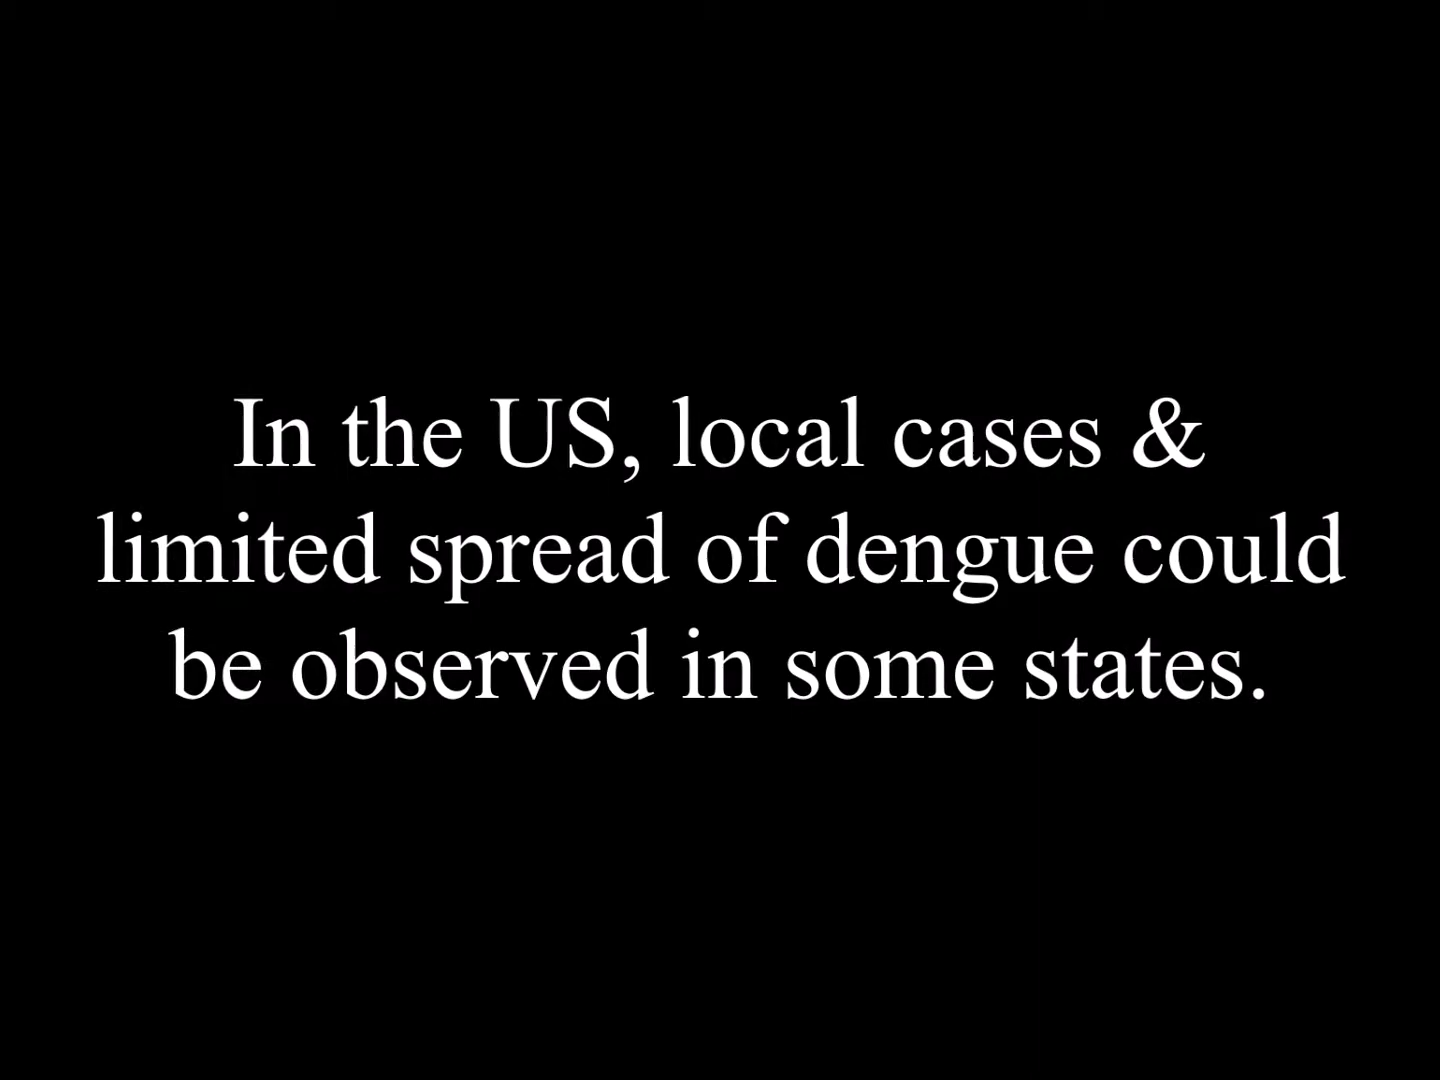 In the US, local cases &
limited spread of dengue could
be observed in some states.